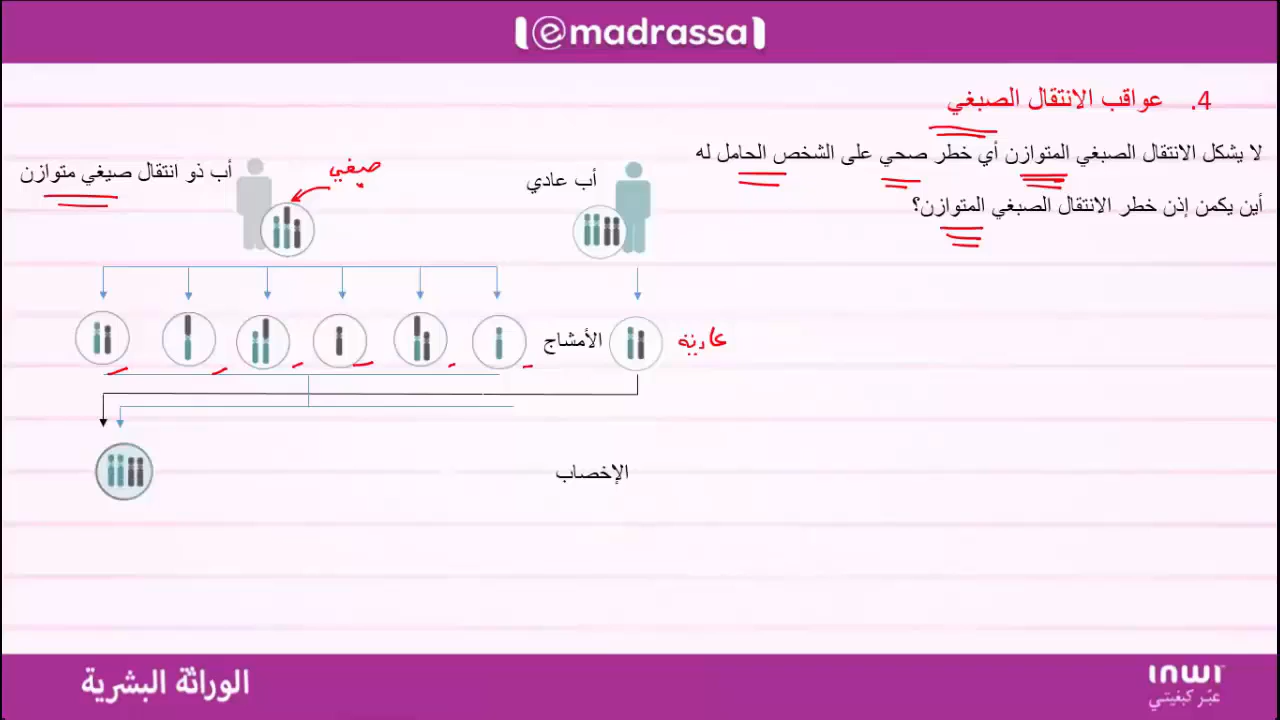 emadrassa
4. عواقب الانتقال الصبغي
لا يشكل الانتقال الصبغي المتوازن أي خطر صحي على الشخص الحامل له
أين يكمن إذن خطر الانتقال الصبغي المتوازن؟
أب عادي
صبغي
أب ذو انتقال صبغي متوازن
عادية
الأمشاج
الإخصاب
الوراثة البشرية
inwi
عبّر كيفيتي